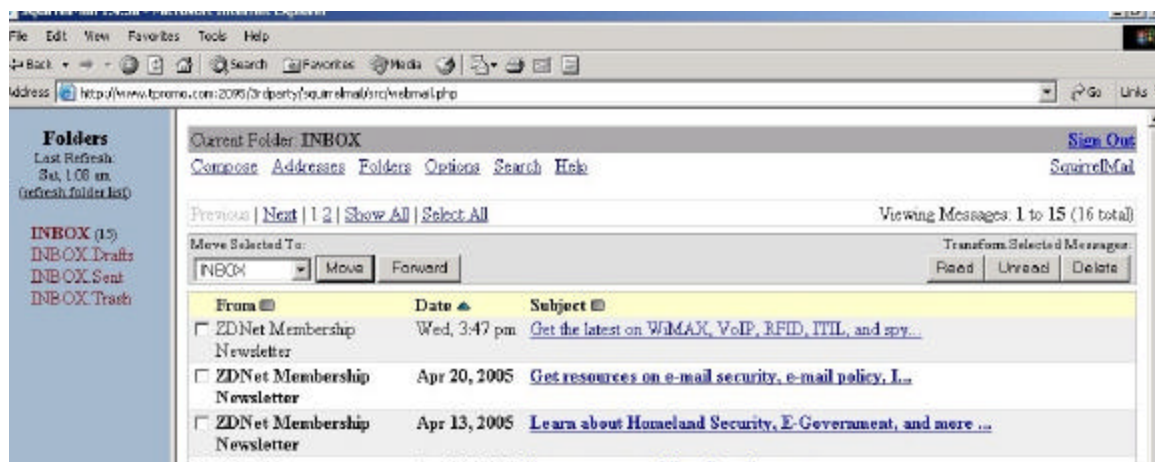 File Edit View Favorites Tools Help
Back Search Favorites Media
Address http://www.tpromo.com:2095/3rdparty/squirrelmail/src/webmail.php Go Links
Folders
Last Refresh:
Sat, 1:08 am
(refresh folder list)
INBOX (15)
INBOX.Drafts
INBOX.Sent
INBOX.Trash
Current Folder: INBOX Sign Out
Compose Addresses Folders Options Search Help SquirrelMail
Previous | Next | 1 2 | Show All | Select All Viewing Messages: 1 to 15 (16 total)
Move Selected To: Transform Selected Messages:
INBOX Move Forward Read Unread Delete
From Date Subject
ZDNet Membership Wed, 3:47 pm Get the latest on WiMAX, VoIP, RFID, ITIL, and spy...
Newsletter
ZDNet Membership Apr 20, 2005 Get resources on e-mail security, e-mail policy, I...
Newsletter
ZDNet Membership Apr 13, 2005 Learn about Homeland Security, E-Government, and more ...
Newsletter